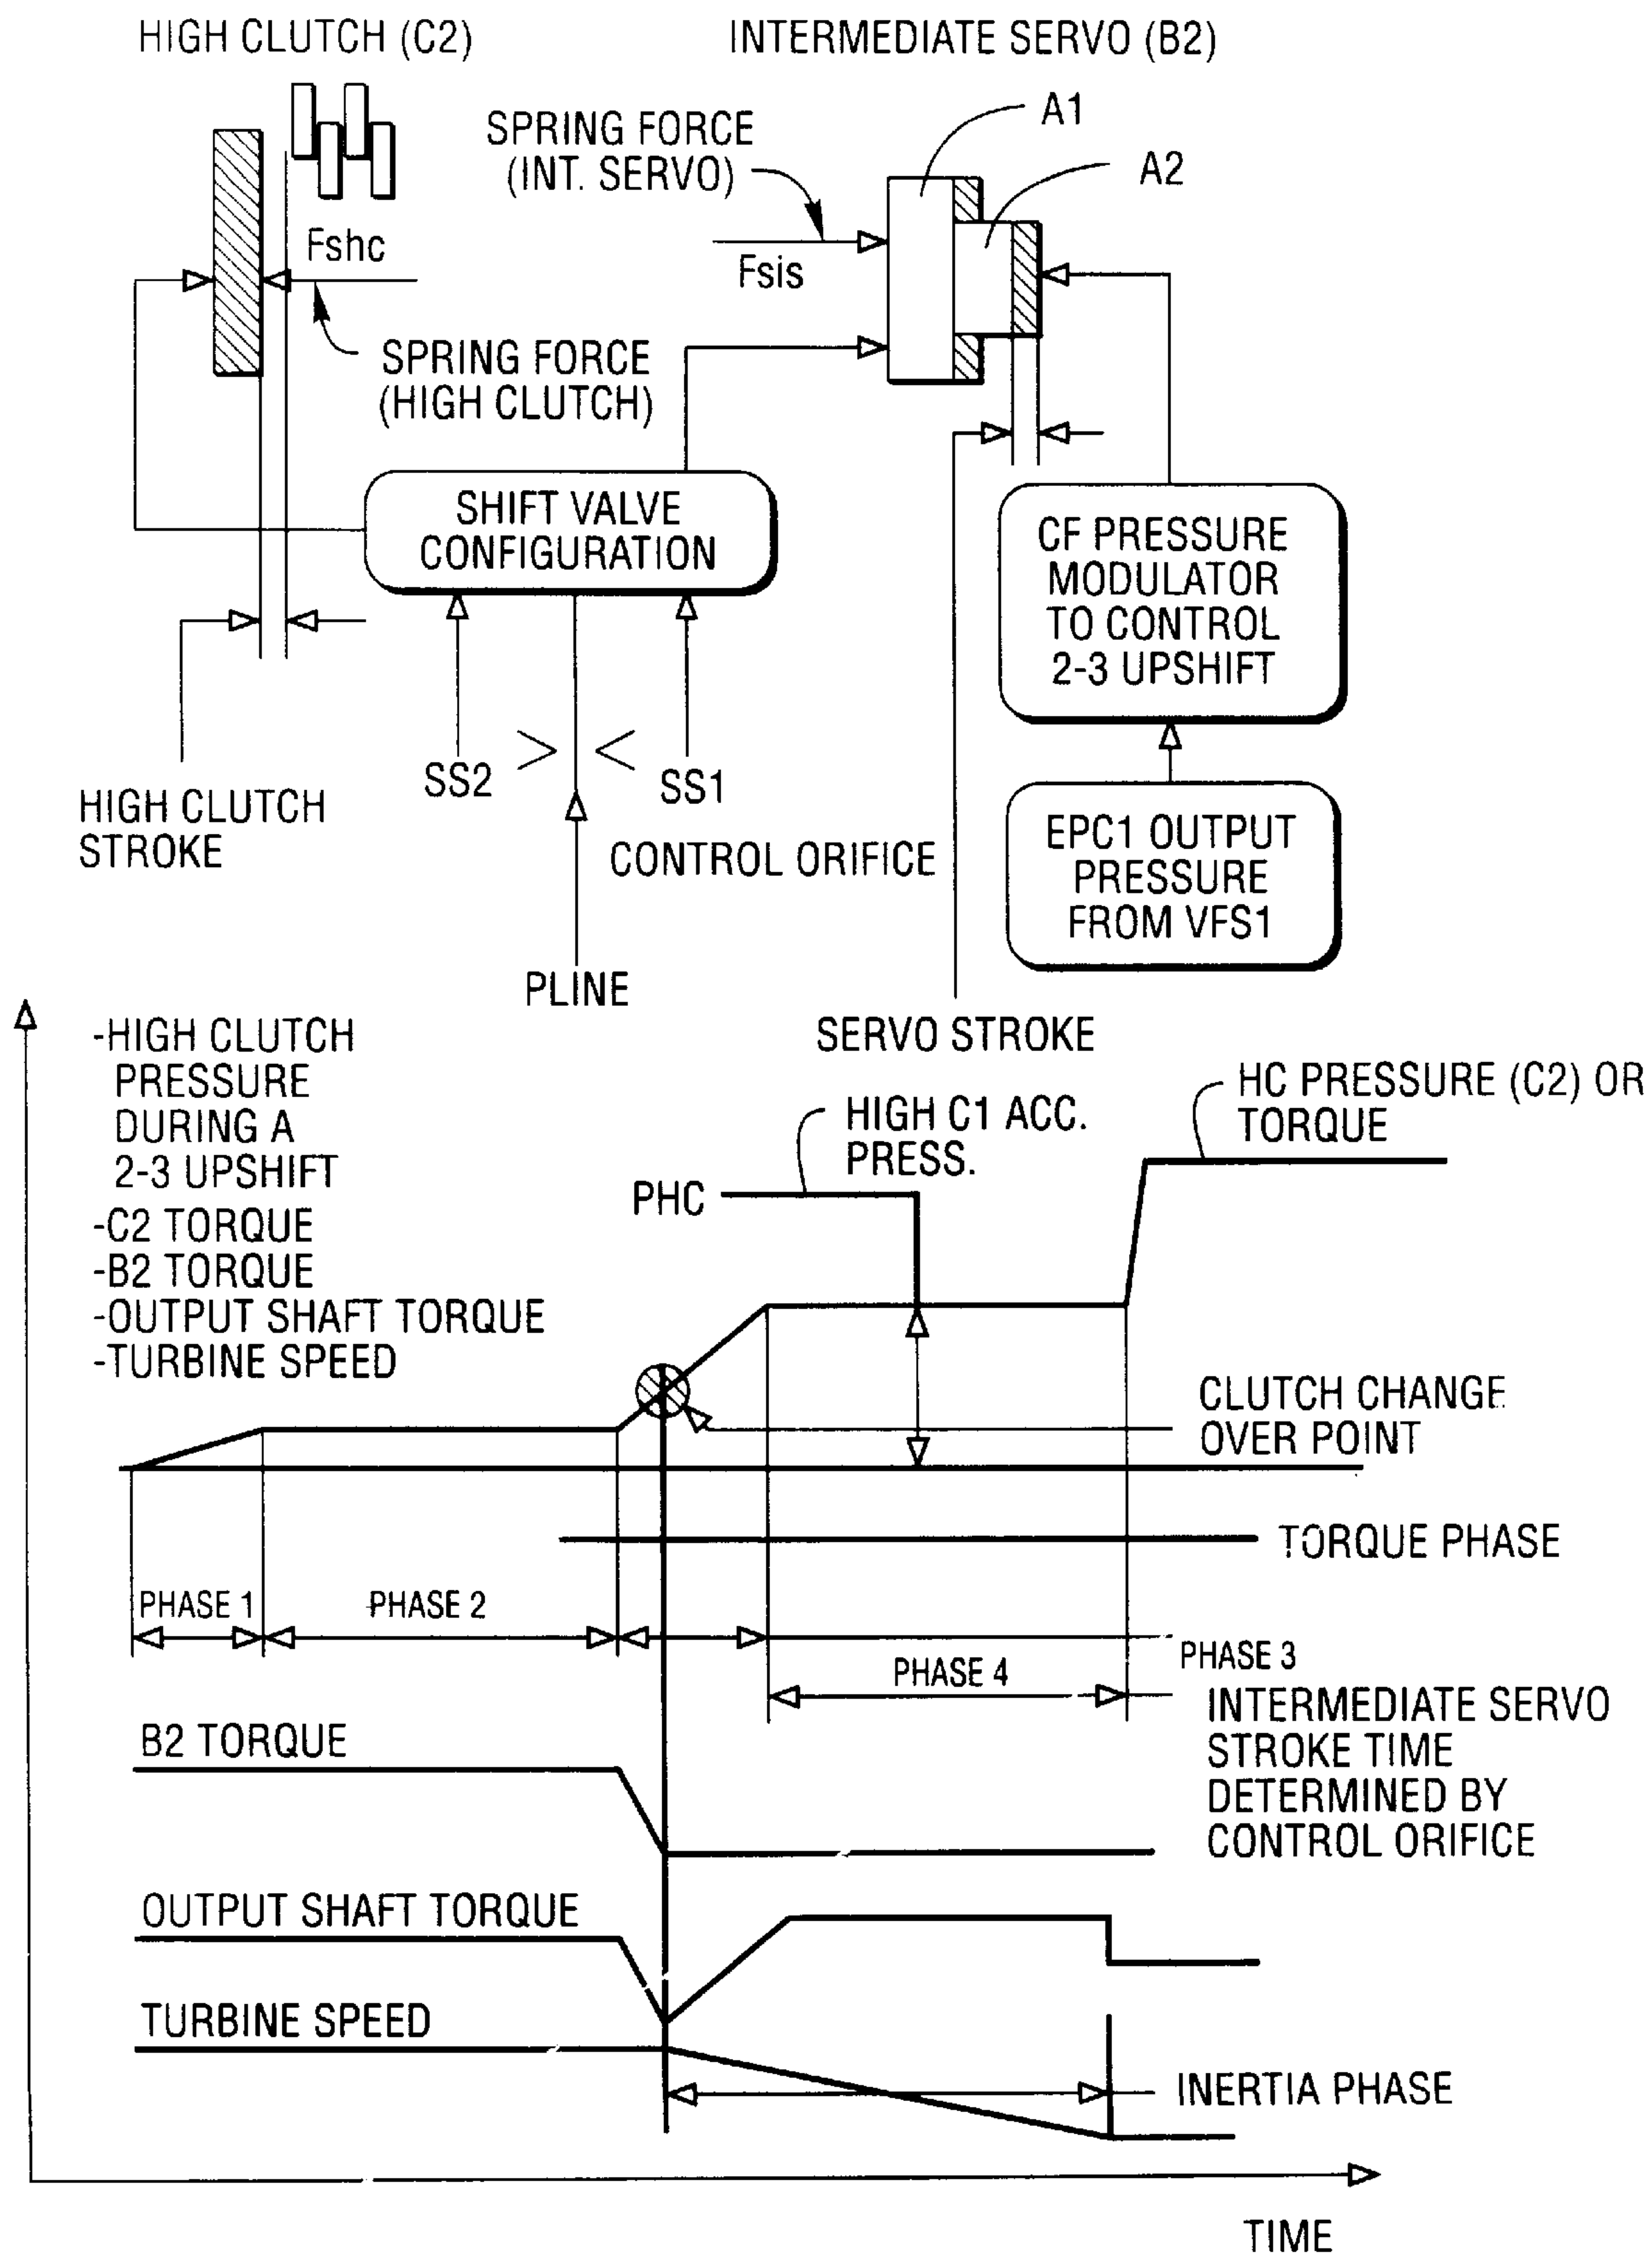 HIGH CLUTCH (C2)
INTERMEDIATE SERVO (B2)
A1
SPRING FORCE
(INT. SERVO)
A2
Fshc
Fsis
SPRING FORCE
(HIGH CLUTCH)
SHIFT VALVE
CONFIGURATION
CF PRESSURE
MODULATOR
TO CONTROL
2-3 UPSHIFT
SS2
SS1
HIGH CLUTCH
STROKE
CONTROL ORIFICE
EPC1 OUTPUT
PRESSURE
FROM VFS1
PLINE
SERVO STROKE
-HIGH CLUTCH
PRESSURE
DURING A
2-3 UPSHIFT
-C2 TORQUE
-B2 TORQUE
-OUTPUT SHAFT TORQUE
-TURBINE SPEED
HIGH C1 ACC.
PRESS.
HC PRESSURE (C2) OR
TORQUE
PHC
CLUTCH CHANGE
OVER POINT
TORQUE PHASE
PHASE 1
PHASE 2
PHASE 3
PHASE 4
INTERMEDIATE SERVO
STROKE TIME
DETERMINED BY
CONTROL ORIFICE
B2 TORQUE
OUTPUT SHAFT TORQUE
TURBINE SPEED
INERTIA PHASE
TIME